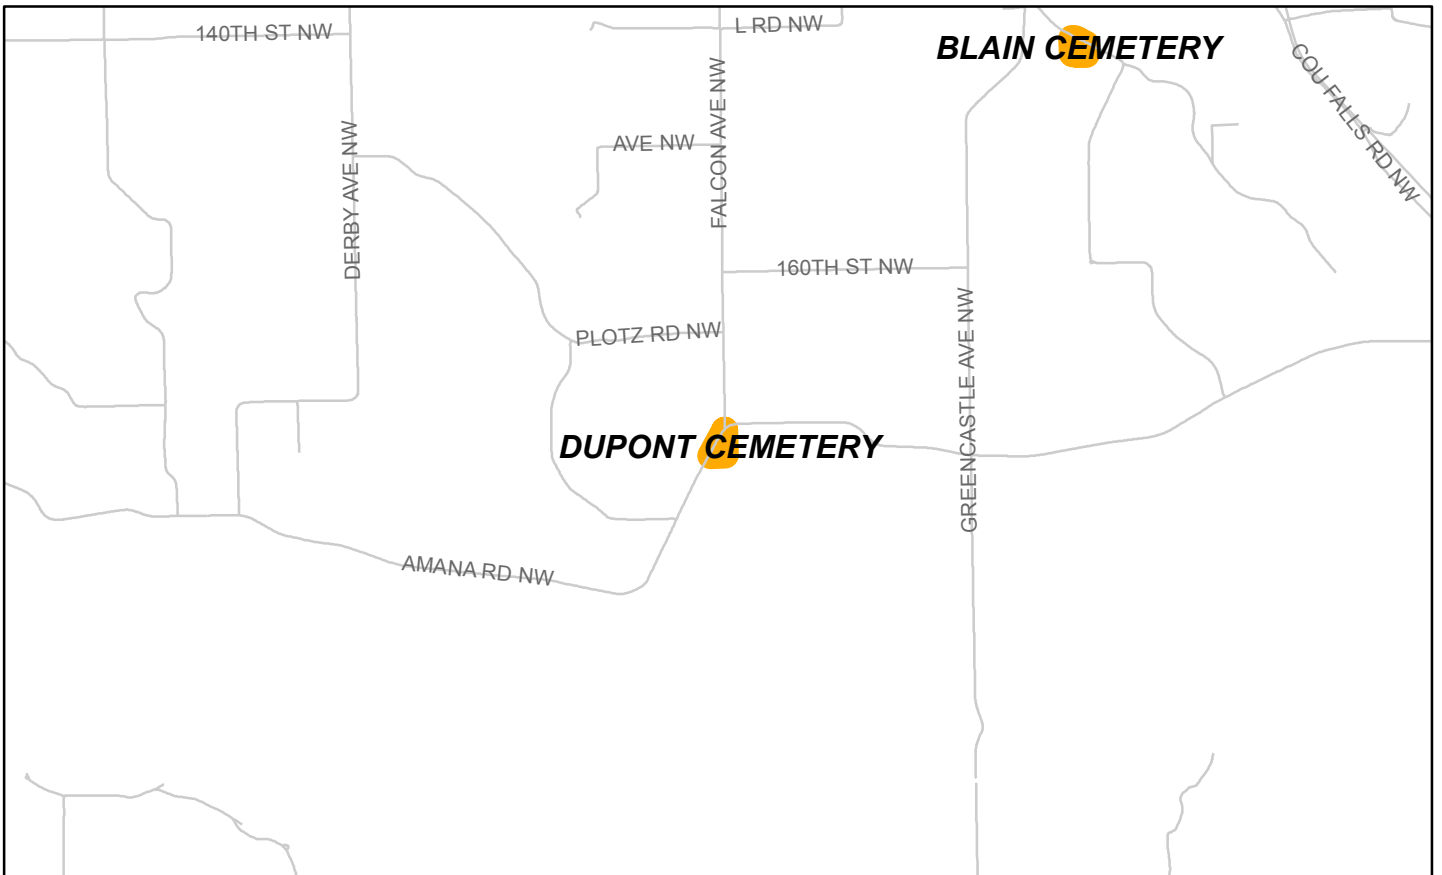 140TH ST NW
L RD NW
BLAIN CEMETERY
COU FALLS RD NW
FALCON AVE NW
AVE NW
DERBY AVE NW
160TH ST NW
PLOTZ RD NW
GREENCASTLE AVE NW
DUPONT CEMETERY
AMANA RD NW